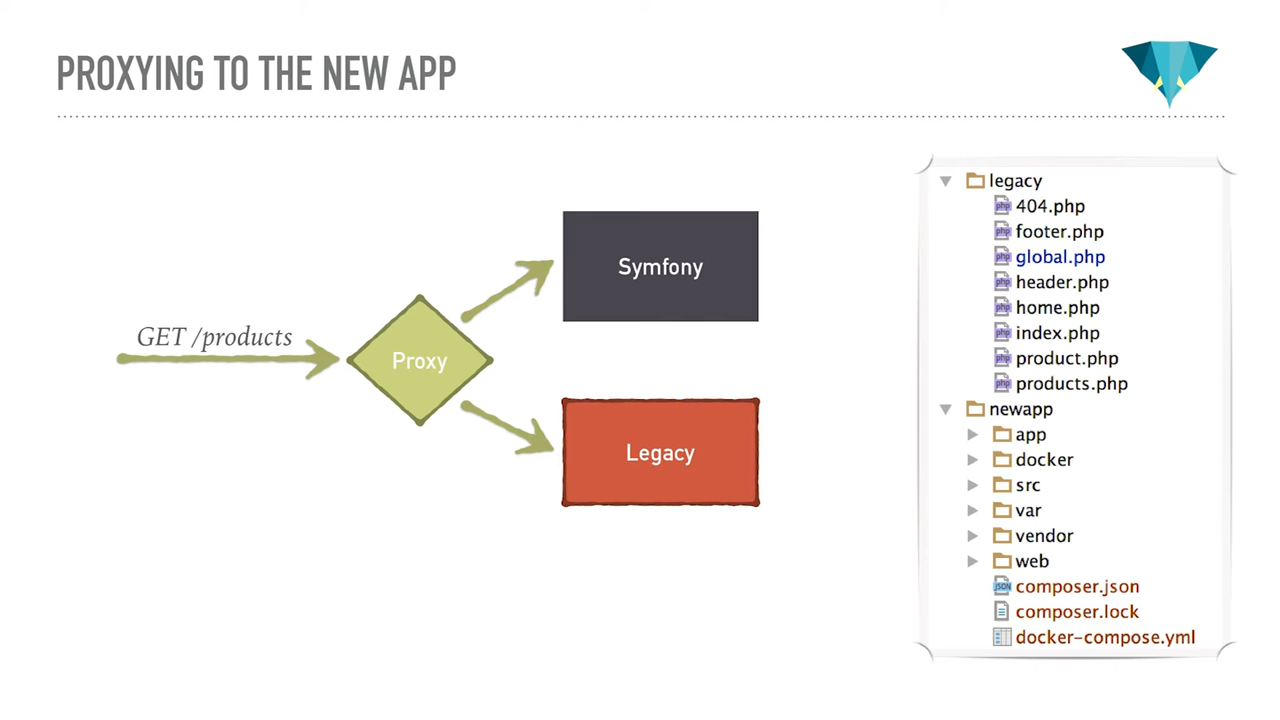 PROXYING TO THE NEW APP
GET /products
Proxy
Symfony
Legacy
legacy
404.php
footer.php
global.php
header.php
home.php
index.php
product.php
products.php
newapp
app
docker
src
var
vendor
web
composer.json
composer.lock
docker-compose.yml